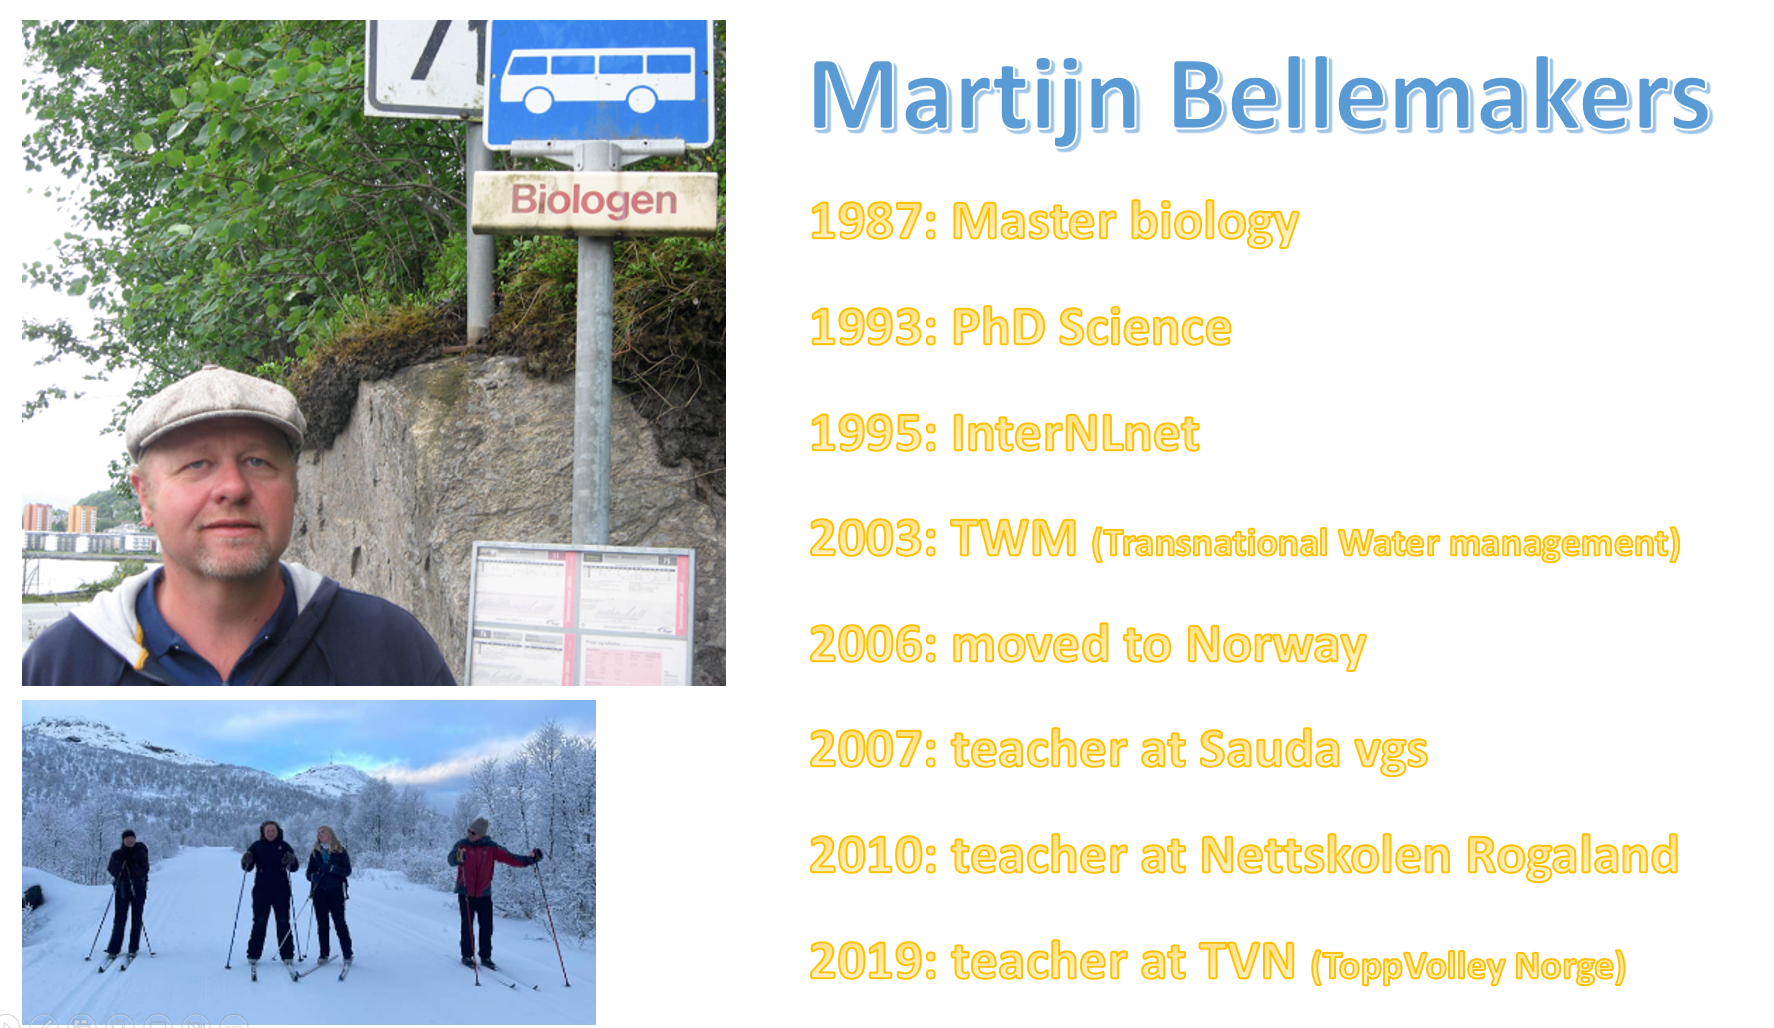 Martijn Bellemakers
1987: Master biology
1993: PhD Science
1995: InterNLnet
2003: TWM (Transnational Water management)
2006: moved to Norway
2007: teacher at Sauda vgs
2010: teacher at Nettskolen Rogaland
2019: teacher at TVN (ToppVolley Norge)
7
Biologen